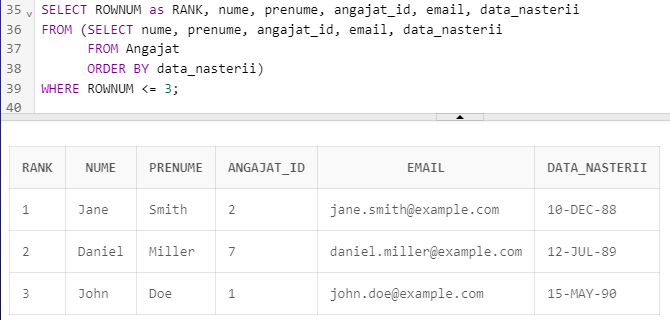 35 SELECT ROWNUM as RANK, nume, prenume, angajat_id, email, data_nasterii
36 FROM (SELECT nume, prenume, angajat_id, email, data_nasterii
37 FROM Angajat
38 ORDER BY data_nasterii)
39 WHERE ROWNUM <= 3;
40
RANK NUME PRENUME ANGAJAT_ID EMAIL DATA_NASTERII
1 Jane Smith 2 jane.smith@example.com 10-DEC-88
2 Daniel Miller 7 daniel.miller@example.com 12-JUL-89
3 John Doe 1 john.doe@example.com 15-MAY-90